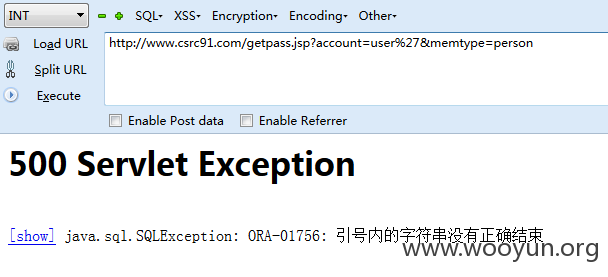 INT SQL XSS Encryption Encoding Other
Load URL
http://www.csrc91.com/getpass.jsp?account=user%27&memtype=person
Split URL
Execute
Enable Post data Enable Referrer
500 Servlet Exception
[show] java.sql.SQLException: ORA-01756: 引号内的字符串没有正确结束
www.wooyun.org